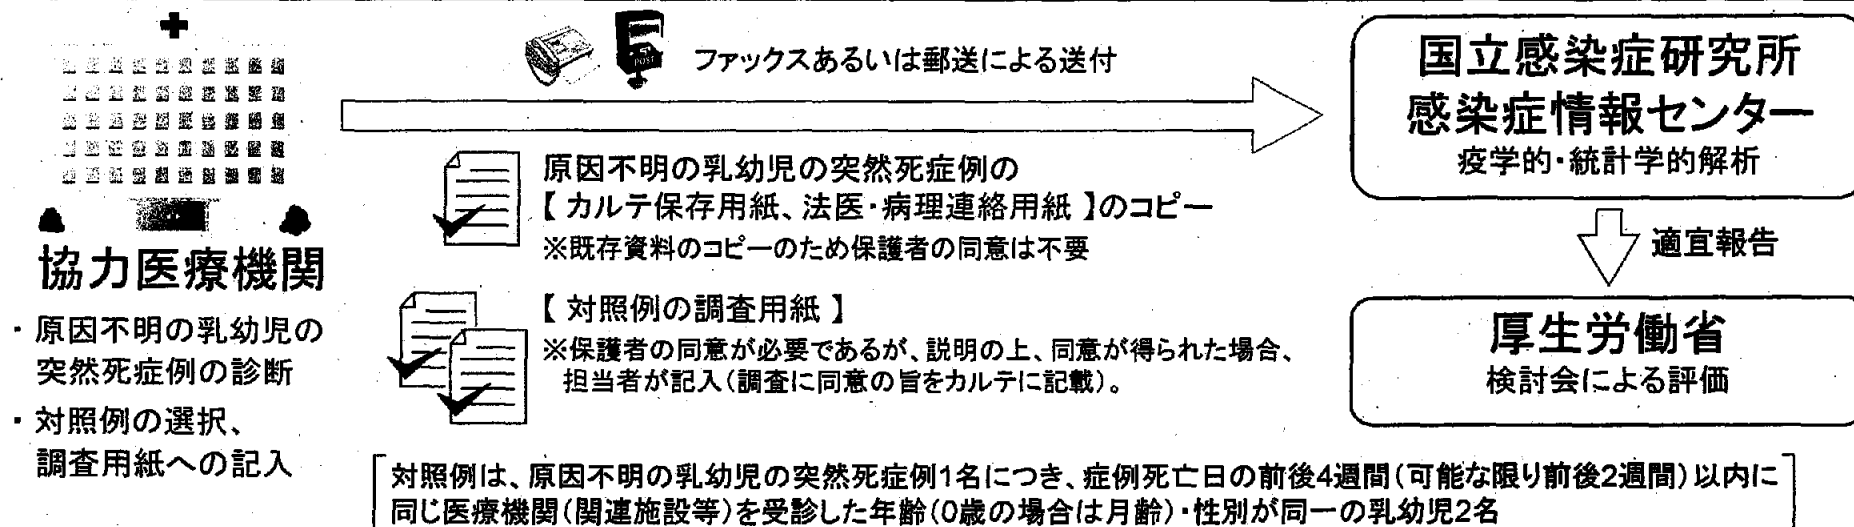 ファックスあるいは郵送による送付
国立感染症研究所
感染症情報センター
疫学的・統計学的解析
原因不明の乳幼児の突然死症例の
【 カルテ保存用紙、法医・病理連絡用紙 】のコピー
※既存資料のコピーのため保護者の同意は不要
適宜報告
協力医療機関
・原因不明の乳幼児の
突然死症例の診断
・対照例の選択、
調査用紙への記入
【 対照例の調査用紙 】
※保護者の同意が必要であるが、説明の上、同意が得られた場合、
担当者が記入(調査に同意の旨をカルテに記載)。
厚生労働省
検討会による評価
対照例は、原因不明の乳幼児の突然死症例1名につき、症例死亡日の前後4週間(可能な限り前後2週間)以内に
同じ医療機関(関連施設等)を受診した年齢(0歳の場合は月齢)・性別が同一の乳幼児2名